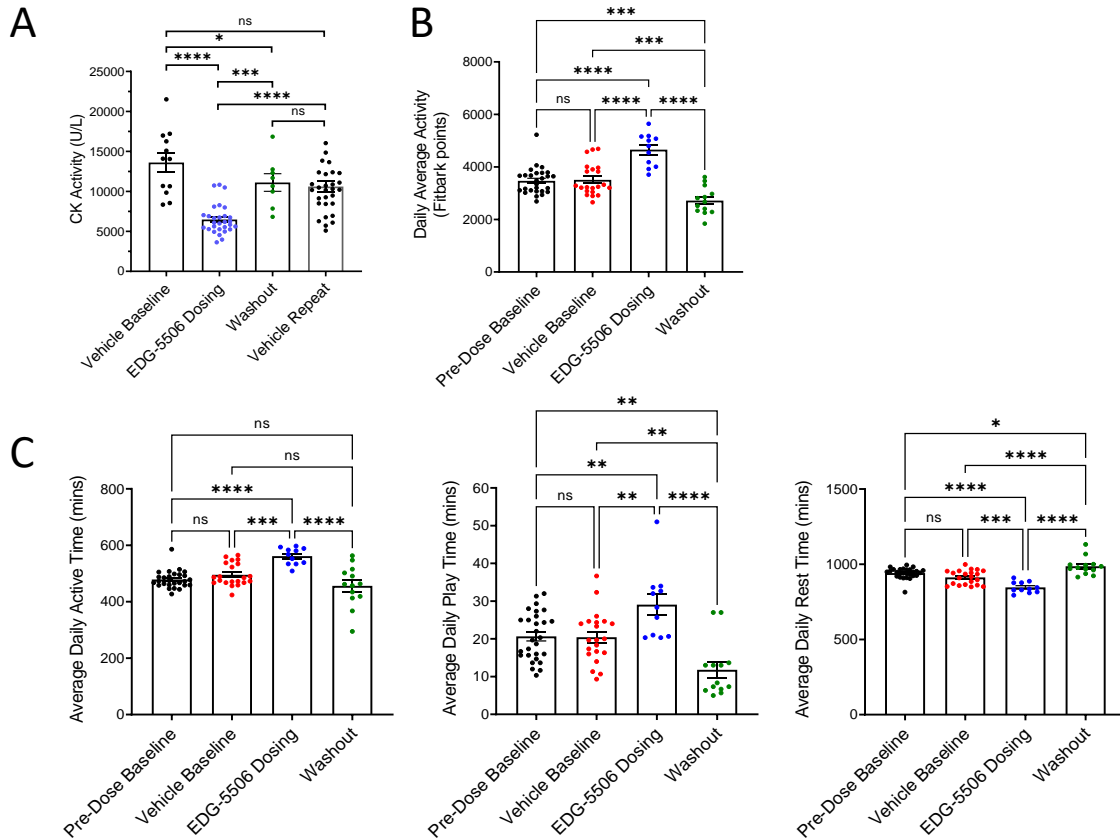 A
ns
*
****
***
****
ns
CK Activity (U/L)
25000
20000
15000
10000
5000
0
Vehicle Baseline
EDG-5506 Dosing
Washout
Vehicle Repeat
B
***
***
****
ns
****
****
Daily Average Activity
(Fitbark points)
8000
6000
4000
2000
0
Pre-Dose Baseline
Vehicle Baseline
EDG-5506 Dosing
Washout
C
ns
ns
****
ns
***
****
Average Daily Active Time (mins)
800
600
400
200
0
Pre-Dose Baseline
Vehicle Baseline
EDG-5506 Dosing
Washout
**
**
**
ns
**
****
Average Daily Play Time (mins)
60
50
40
30
20
10
0
Pre-Dose Baseline
Vehicle Baseline
EDG-5506 Dosing
Washout
*
****
****
ns
***
****
Average Daily Rest Time (mins)
1500
1000
500
0
Pre-Dose Baseline
Vehicle Baseline
EDG-5506 Dosing
Washout